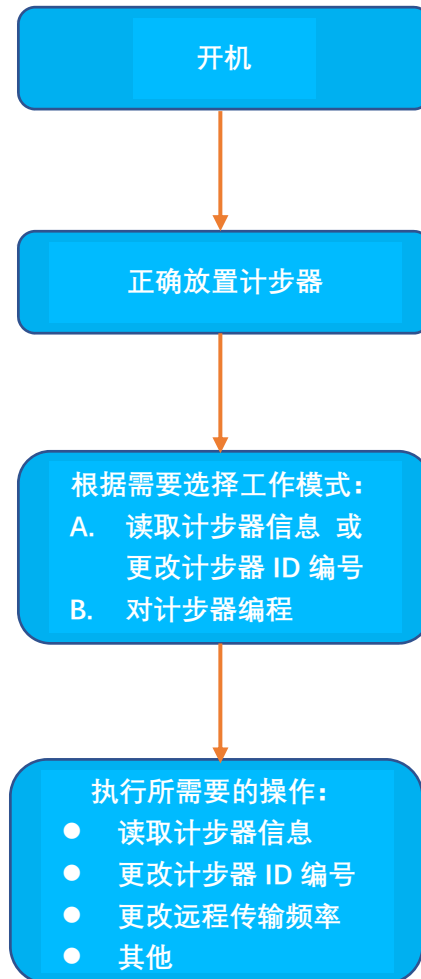 开机
正确放置计步器
根据需要选择工作模式：
A. 读取计步器信息 或
更改计步器 ID 编号
B. 对计步器编程
执行所需要的操作：
● 读取计步器信息
● 更改计步器 ID 编号
● 更改远程传输频率
● 其他